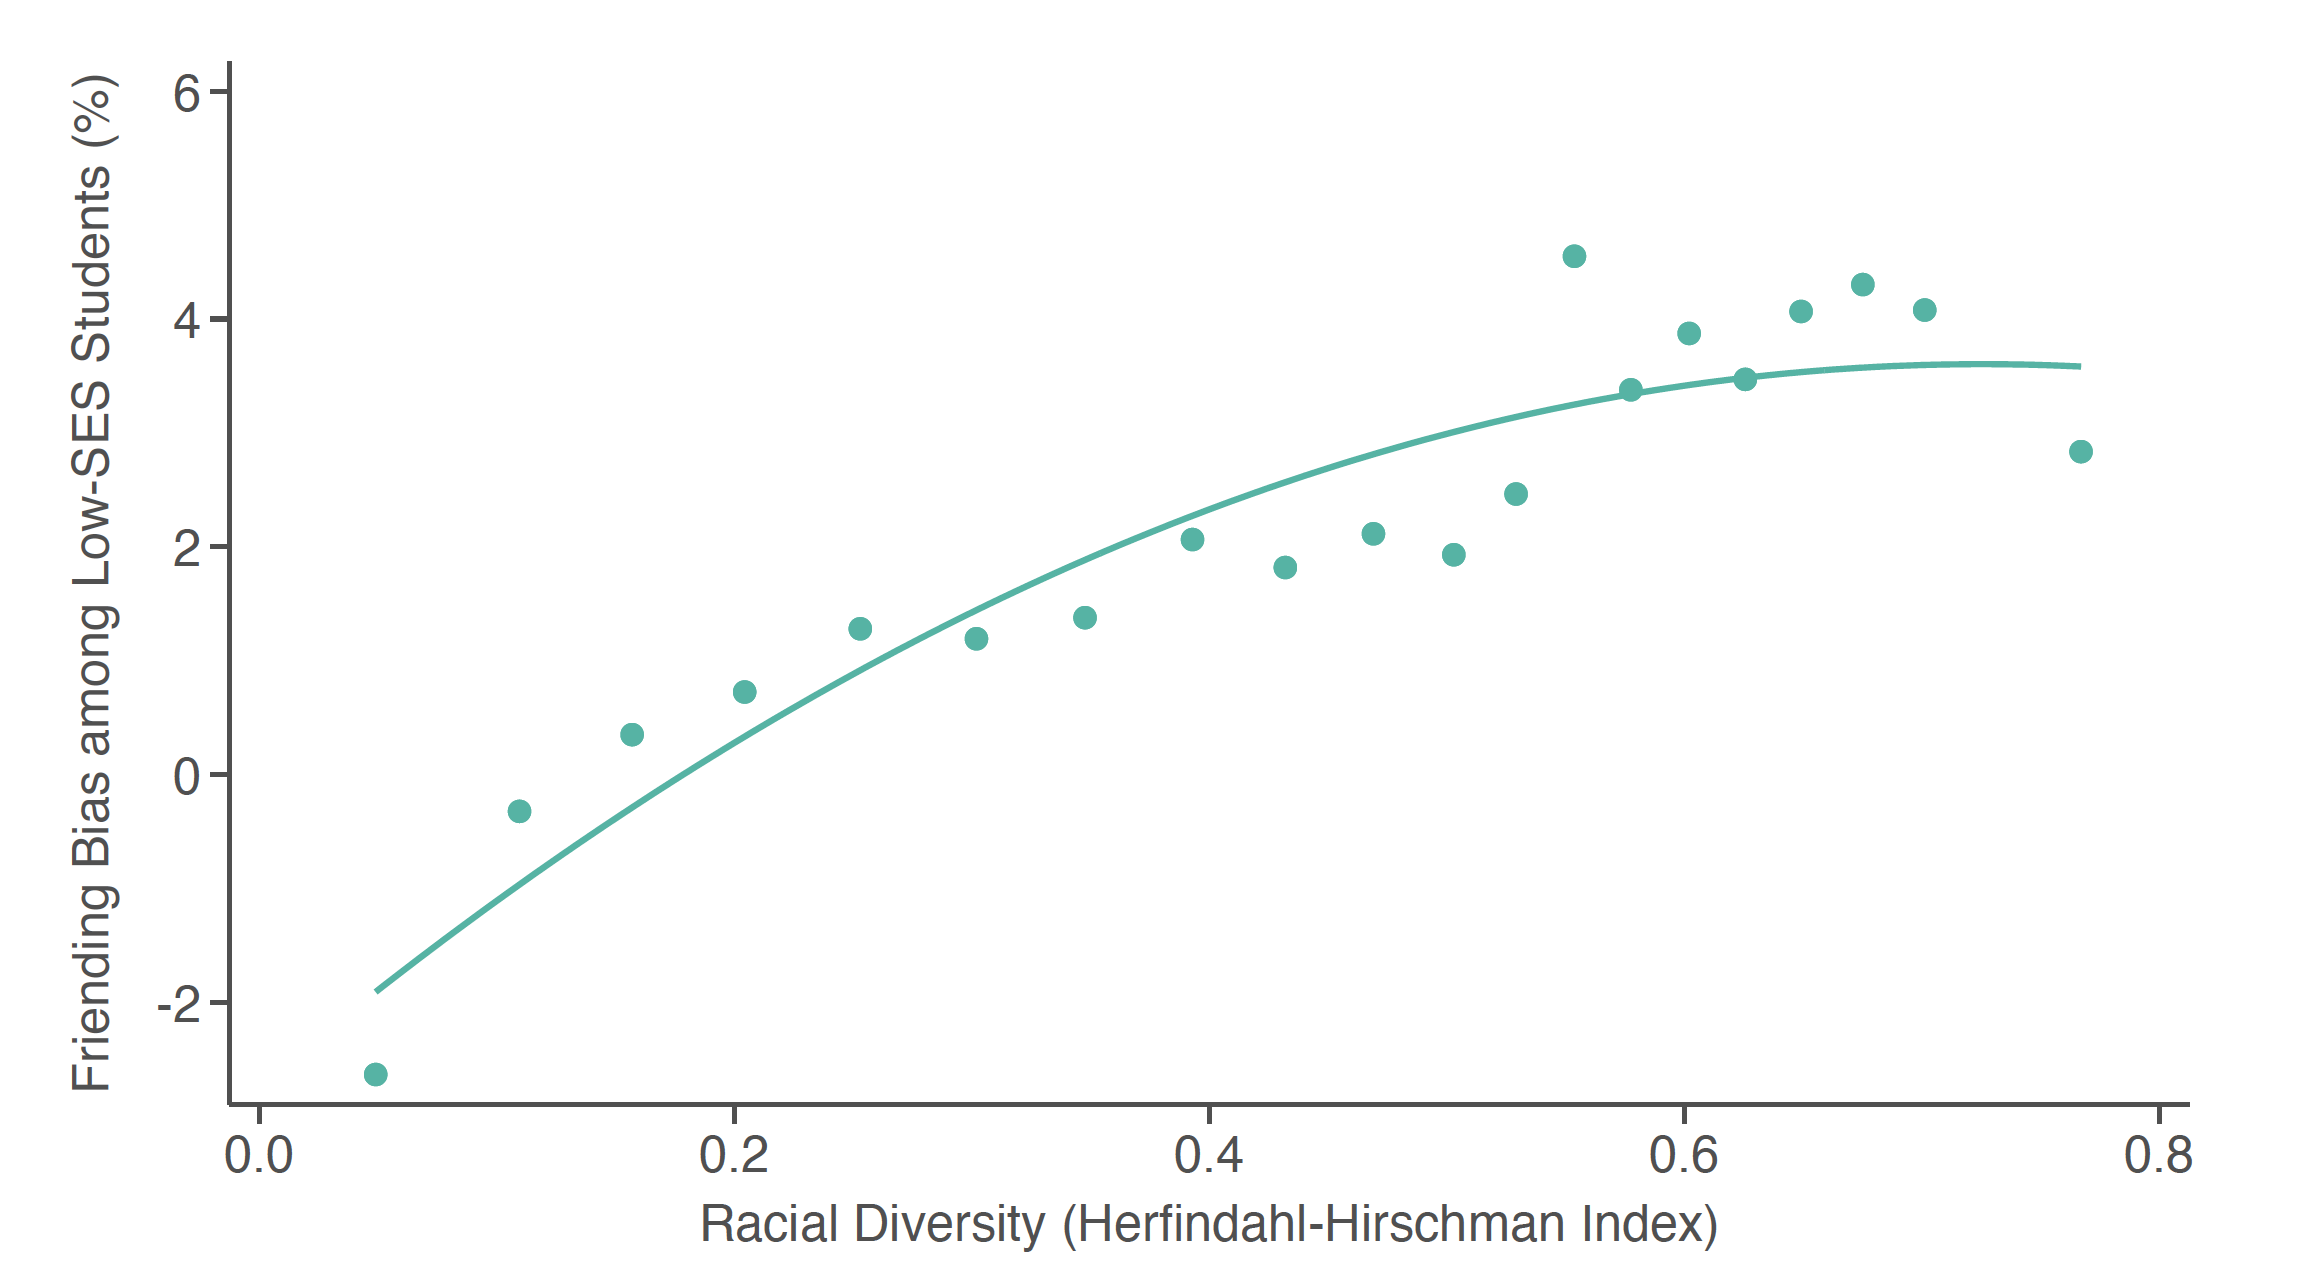 Friending Bias among Low-SES Students (%)
6
4
2
0
-2
0.0 0.2 0.4 0.6 0.8
Racial Diversity (Herfindahl-Hirschman Index)